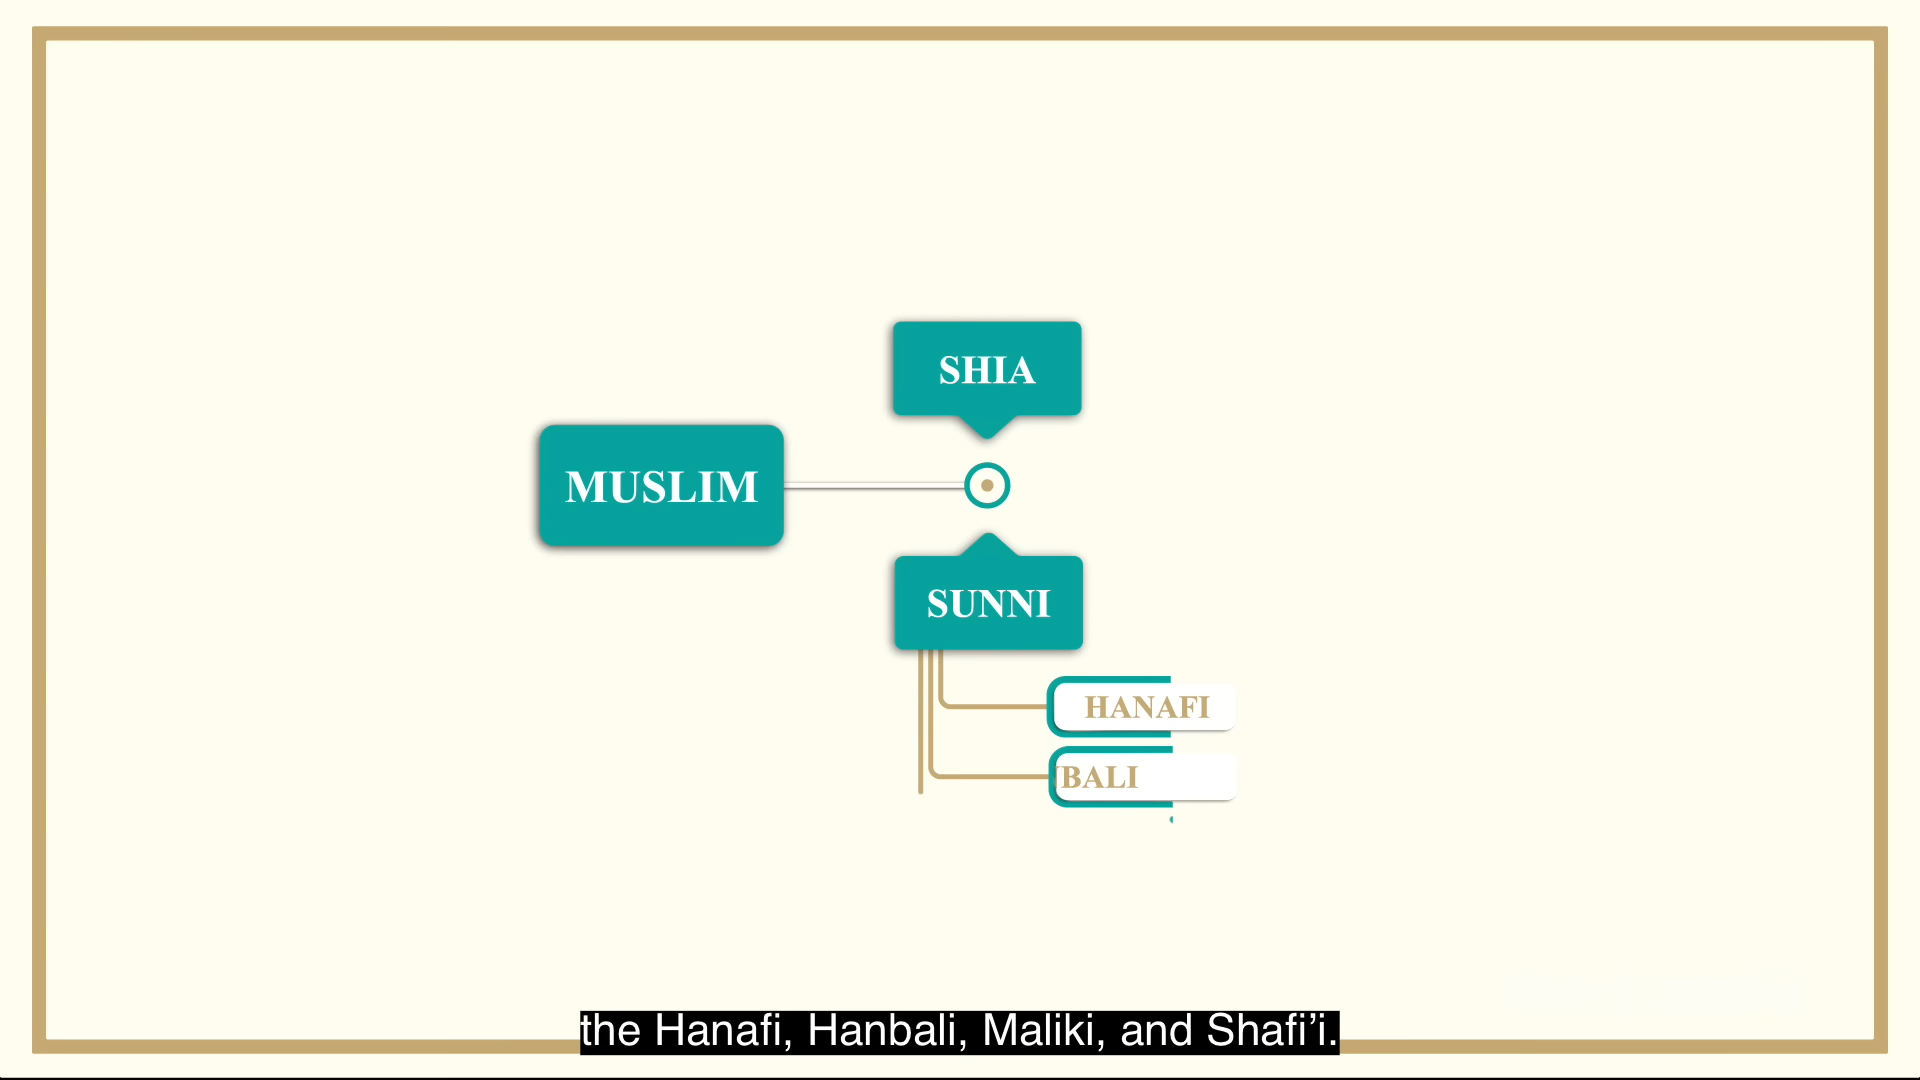 SHIA
MUSLIM
SUNNI
HANAFI
BALI
the Hanafi, Hanbali, Maliki, and Shafi’i.